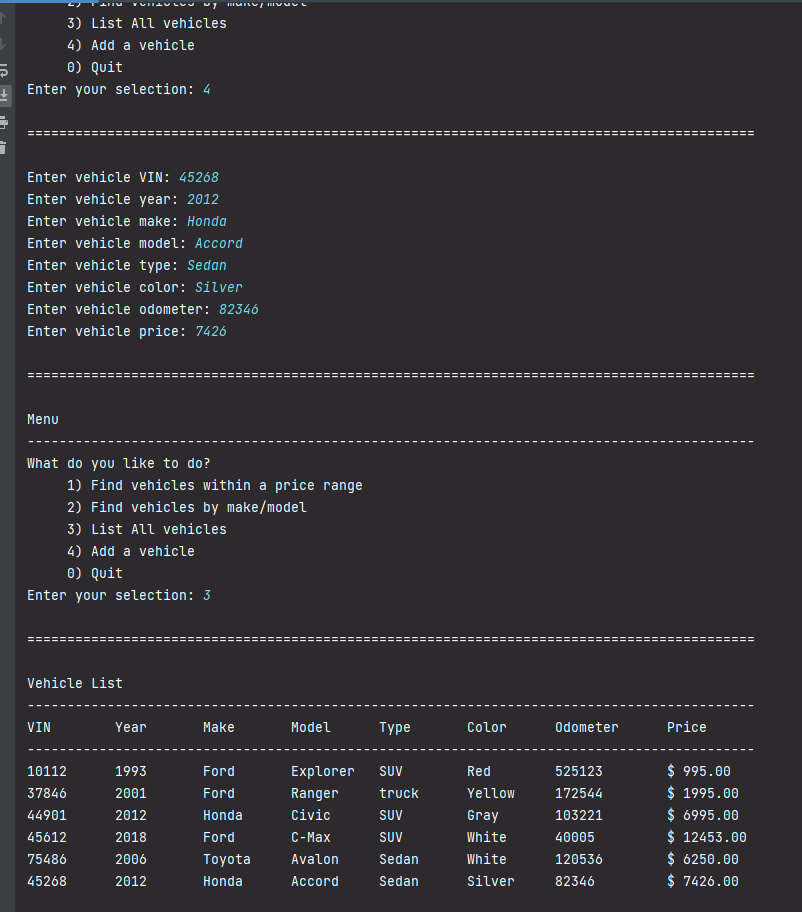 2) Find vehicles by make/model
3) List All vehicles
4) Add a vehicle
0) Quit
Enter your selection: 4
===========================================================================================
Enter vehicle VIN: 45268
Enter vehicle year: 2012
Enter vehicle make: Honda
Enter vehicle model: Accord
Enter vehicle type: Sedan
Enter vehicle color: Silver
Enter vehicle odometer: 82346
Enter vehicle price: 7426
===========================================================================================
Menu
-------------------------------------------------------------------------------------------
What do you like to do?
1) Find vehicles within a price range
2) Find vehicles by make/model
3) List All vehicles
4) Add a vehicle
0) Quit
Enter your selection: 3
===========================================================================================
Vehicle List
-------------------------------------------------------------------------------------------
VIN Year Make Model Type Color Odometer Price
-------------------------------------------------------------------------------------------
10112 1993 Ford Explorer SUV Red 525123 $ 995.00
37846 2001 Ford Ranger truck Yellow 172544 $ 1995.00
44901 2012 Honda Civic SUV Gray 103221 $ 6995.00
45612 2018 Ford C-Max SUV White 40005 $ 12453.00
75486 2006 Toyota Avalon Sedan White 120536 $ 6250.00
45268 2012 Honda Accord Sedan Silver 82346 $ 7426.00